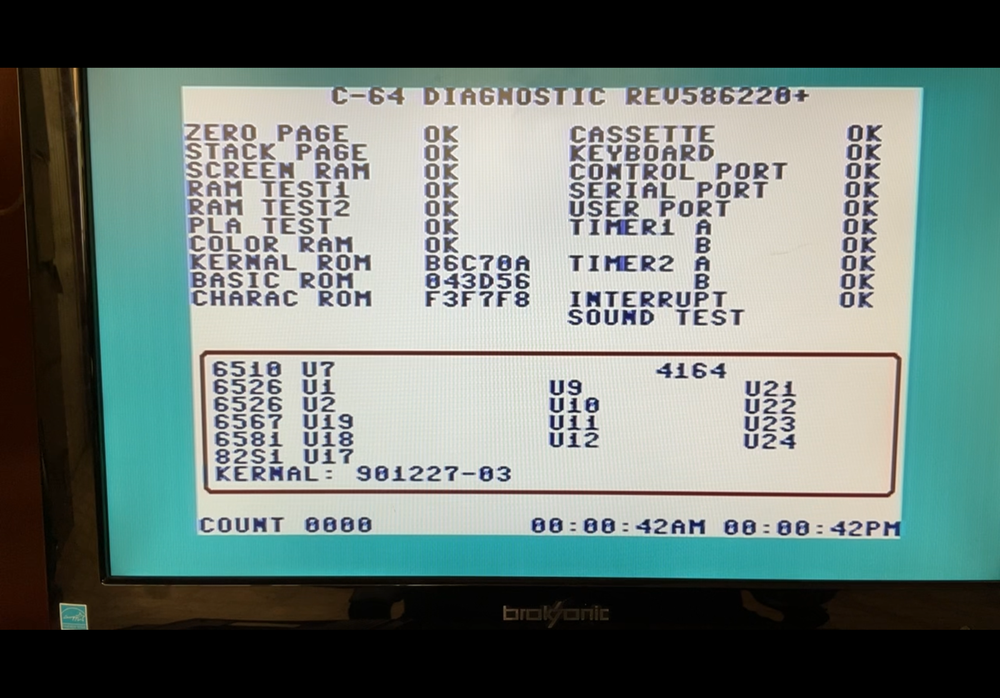 C-64 DIAGNOSTIC REV586220+
ZERO PAGE OK CASSETTE OK
STACK PAGE OK KEYBOARD OK
SCREEN RAM OK CONTROL PORT OK
RAM TEST1 OK SERIAL PORT OK
RAM TEST2 OK USER PORT OK
PLA TEST OK TIMER1 A OK
COLOR RAM OK B OK
KERNAL ROM B6C70A TIMER2 A OK
BASIC ROM 043D56 B OK
CHARAC ROM F3F7F8 INTERRUPT OK
SOUND TEST
6510 U7 4164
6526 U1 U9 U21
6526 U2 U10 U22
6567 U19 U11 U23
6581 U18 U12 U24
82S1 U17
KERNAL: 901227-03
COUNT 0000 00:00:42AM 00:00:42PM
broksonic